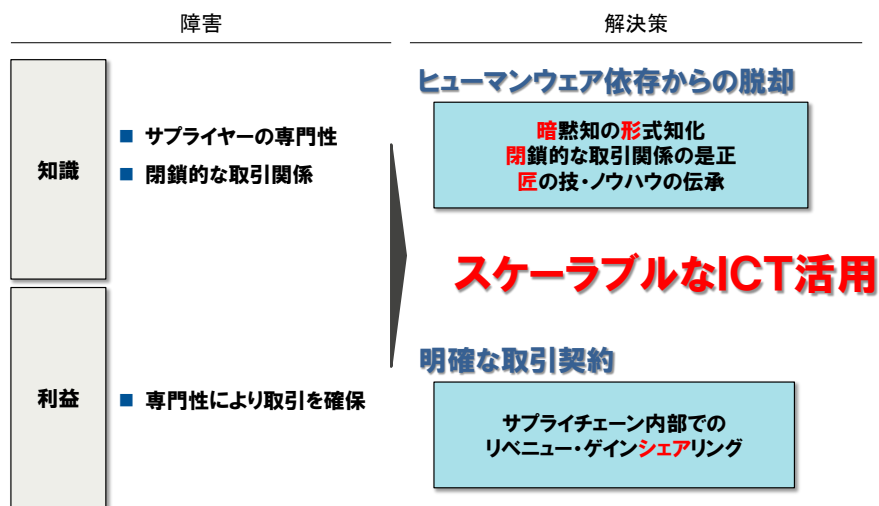 障害
解決策
知識
サプライヤーの専門性
閉鎖的な取引関係
ヒューマンウェア依存からの脱却
暗黙知の形式知化
閉鎖的な取引関係の是正
匠の技・ノウハウの伝承
スケーラブルなICT活用
利益
専門性により取引を確保
明確な取引契約
サプライチェーン内部での
リベニュー・ゲインシェアリング